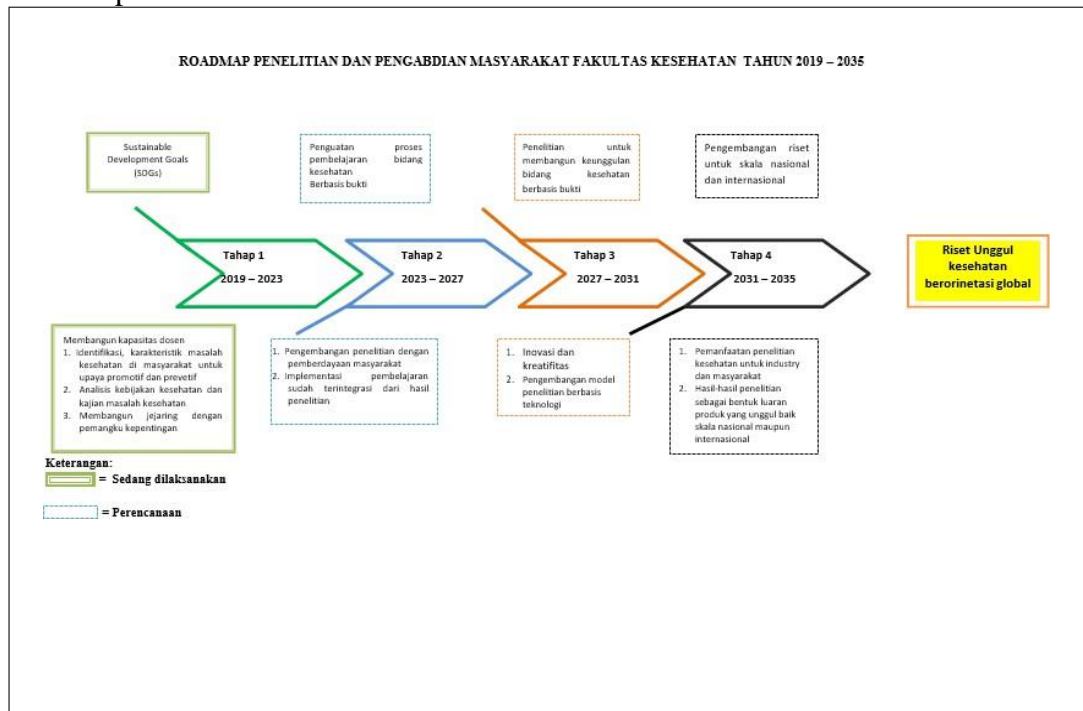 ROADMAP PENELITIAN DAN PENGABDIAN MASYARAKAT FAKULTAS KESEHATAN TAHUN 2019 – 2035
Sustainable
Development Goals
(SDGs)
Penguatan proses
pembelajaran bidang
kesehatan
Berbasis bukti
Penelitian untuk
membangun keunggulan
bidang kesehatan
berbasis bukti
Pengembangan riset
untuk skala nasional
dan internasional
Tahap 1
2019 – 2023
Tahap 2
2023 – 2027
Tahap 3
2027 – 2031
Tahap 4
2031 – 2035
Riset Unggul
kesehatan
berorinetasi global
Membangun kapasitas dosen
1. Identifikasi, karakteristik masalah
kesehatan di masyarakat untuk
upaya promotif dan prevetif
2. Analisis kebijakan kesehatan dan
kajian masalah kesehatan
3. Membangun jejaring dengan
pemangku kepentingan
1. Pengembangan penelitian dengan
pemberdayaan masyarakat
2. Implementasi pembelajaran
sudah terintegrasi dari hasil
penelitian
1. Inovasi dan
kreatifitas
2. Pengembangan model
penelitian berbasis
teknologi
1. Pemanfaatan penelitian
kesehatan untuk industry
dan masyarakat
2. Hasil-hasil penelitian
sebagai bentuk luaran
produk yang unggul baik
skala nasional maupun
internasional
Keterangan:
= Sedang dilaksanakan
= Perencanaan